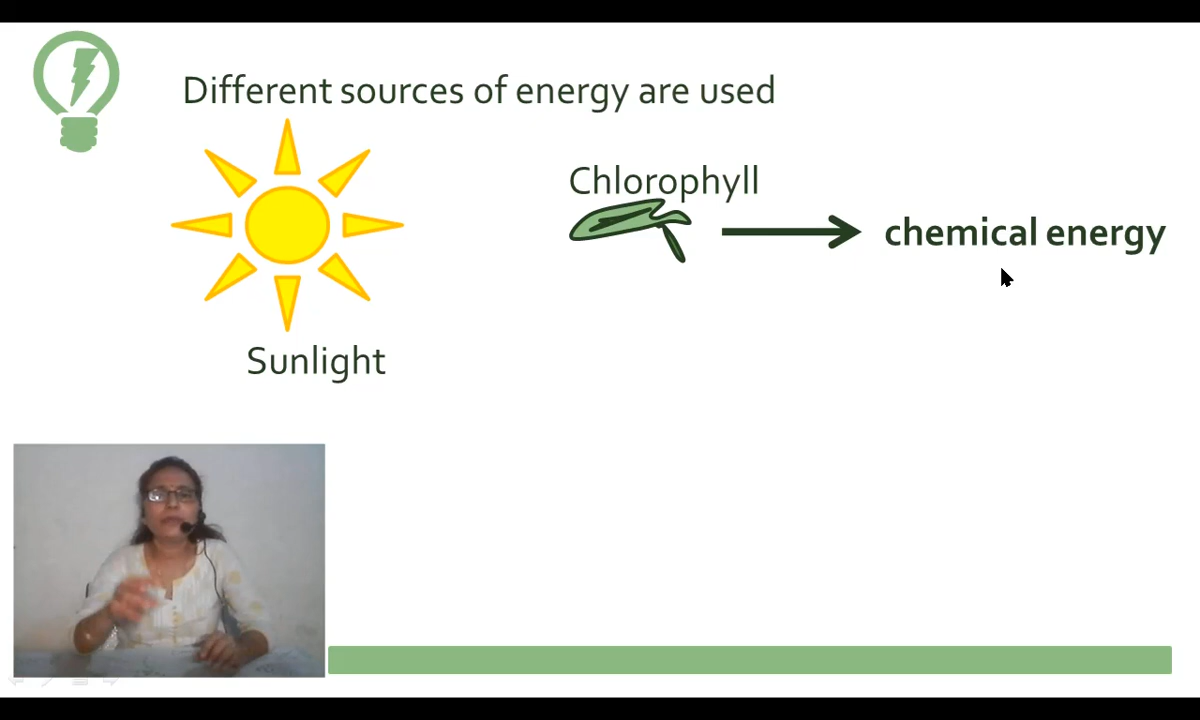 Different sources of energy are used
Chlorophyll
chemical energy
Sunlight